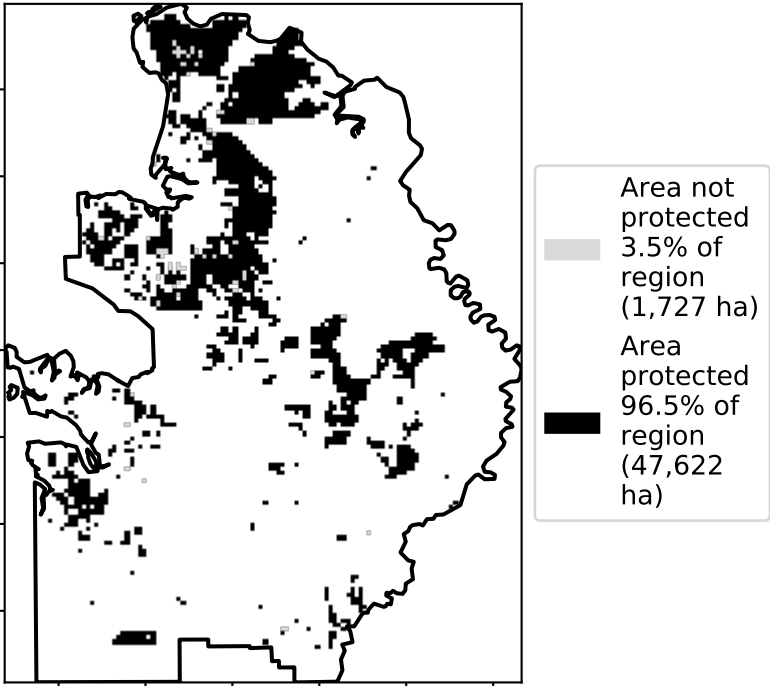 Area not
protected
3.5% of
region
(1,727 ha)
Area
protected
96.5% of
region
(47,622
ha)